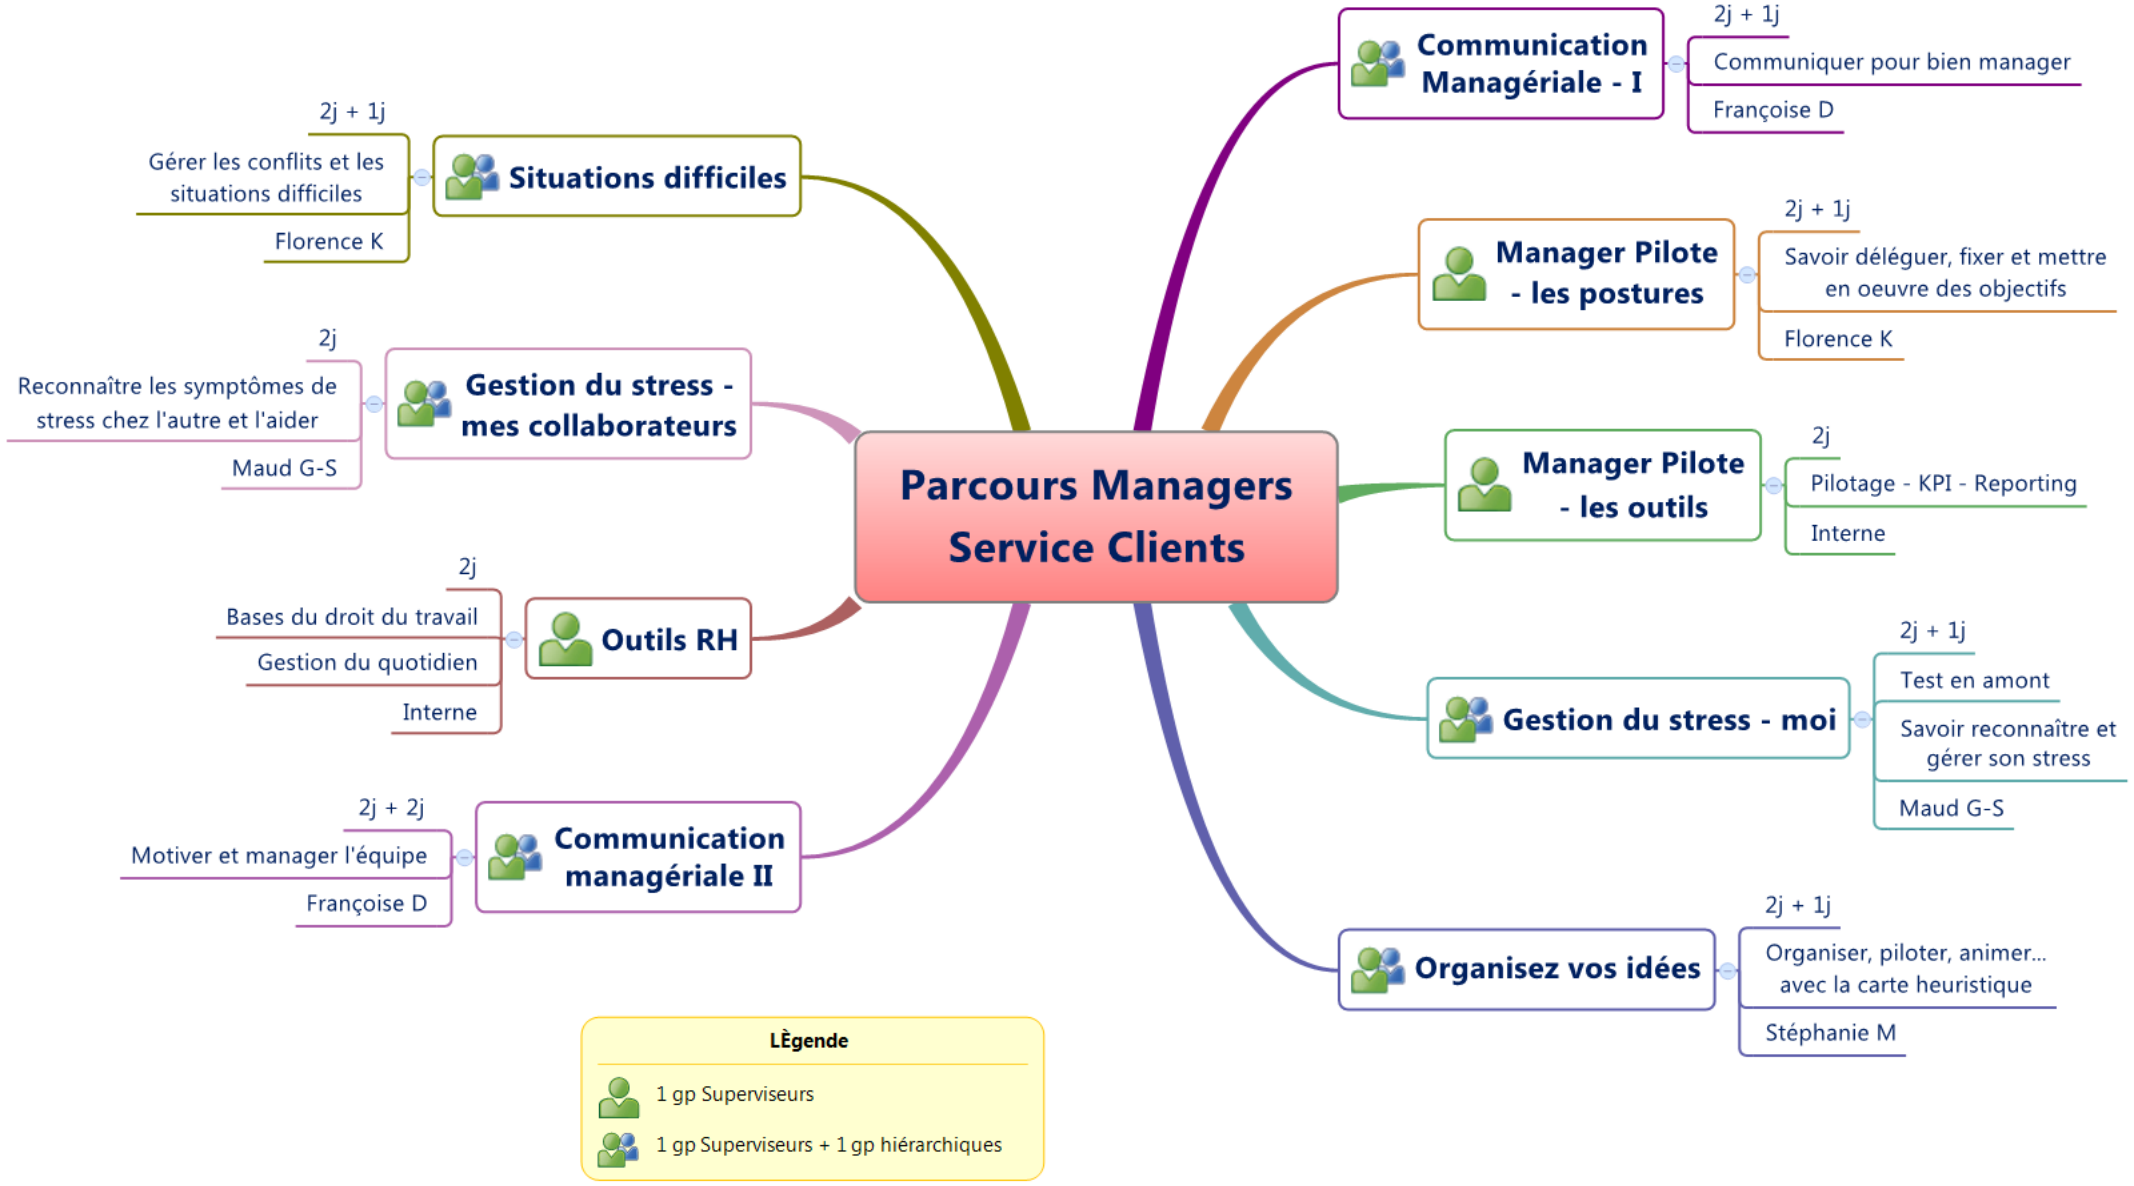 Parcours Managers
Service Clients
Communication
Managériale - I
2j + 1j
Communiquer pour bien manager
Françoise D
Manager Pilote
- les postures
2j + 1j
Savoir déléguer, fixer et mettre
en oeuvre des objectifs
Florence K
Manager Pilote
- les outils
2j
Pilotage - KPI - Reporting
Interne
Gestion du stress - moi
2j + 1j
Test en amont
Savoir reconnaître et
gérer son stress
Maud G-S
Organisez vos idées
2j + 1j
Organiser, piloter, animer...
avec la carte heuristique
Stéphanie M
Communication
managériale II
2j + 2j
Motiver et manager l'équipe
Françoise D
Outils RH
2j
Bases du droit du travail
Gestion du quotidien
Interne
Gestion du stress -
mes collaborateurs
2j
Reconnaître les symptômes de
stress chez l'autre et l'aider
Maud G-S
Situations difficiles
2j + 1j
Gérer les conflits et les
situations difficiles
Florence K
LÈgende
1 gp Superviseurs
1 gp Superviseurs + 1 gp hiérarchiques